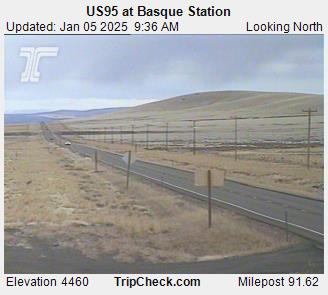 US95 at Basque Station
Updated: Jan 05 2025 9:36 AM Looking North
Elevation 4460 TripCheck.com Milepost 91.62